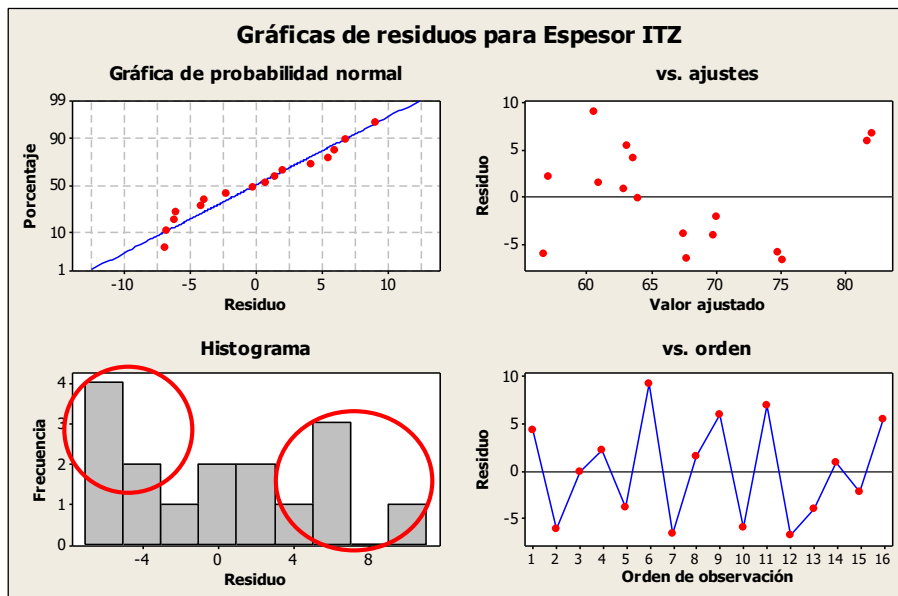 Gráficas de residuos para Espesor ITZ
Gráfica de probabilidad normal
99
90
50
10
1
Porcentaje
-10 -5 0 5 10
Residuo
vs. ajustes
10
5
0
-5
Residuo
60 65 70 75 80
Valor ajustado
Histograma
4
3
2
1
0
Frecuencia
-4 0 4 8
Residuo
vs. orden
10
5
0
-5
Residuo
1 2 3 4 5 6 7 8 9 10 11 12 13 14 15 16
Orden de observación